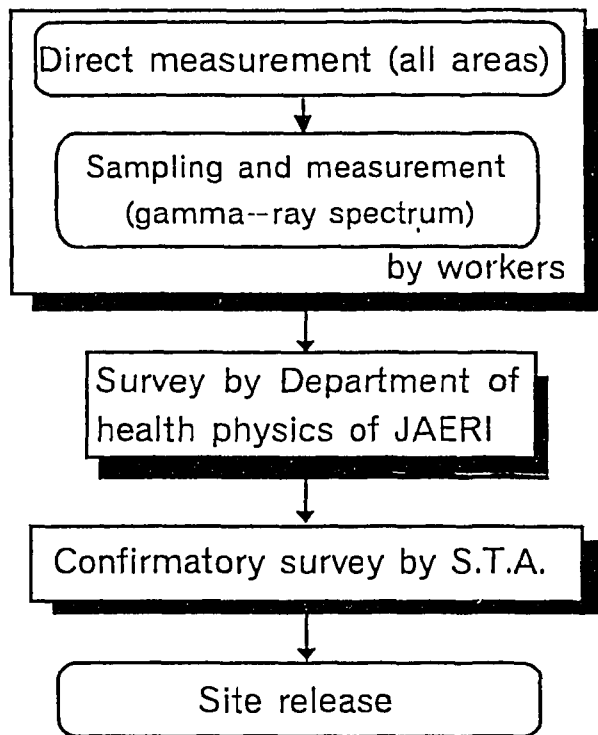 Direct measurement (all areas)
Sampling and measurement
(gamma--ray spectrum)
by workers
Survey by Department of
health physics of JAERI
Confirmatory survey by S.T.A.
Site release